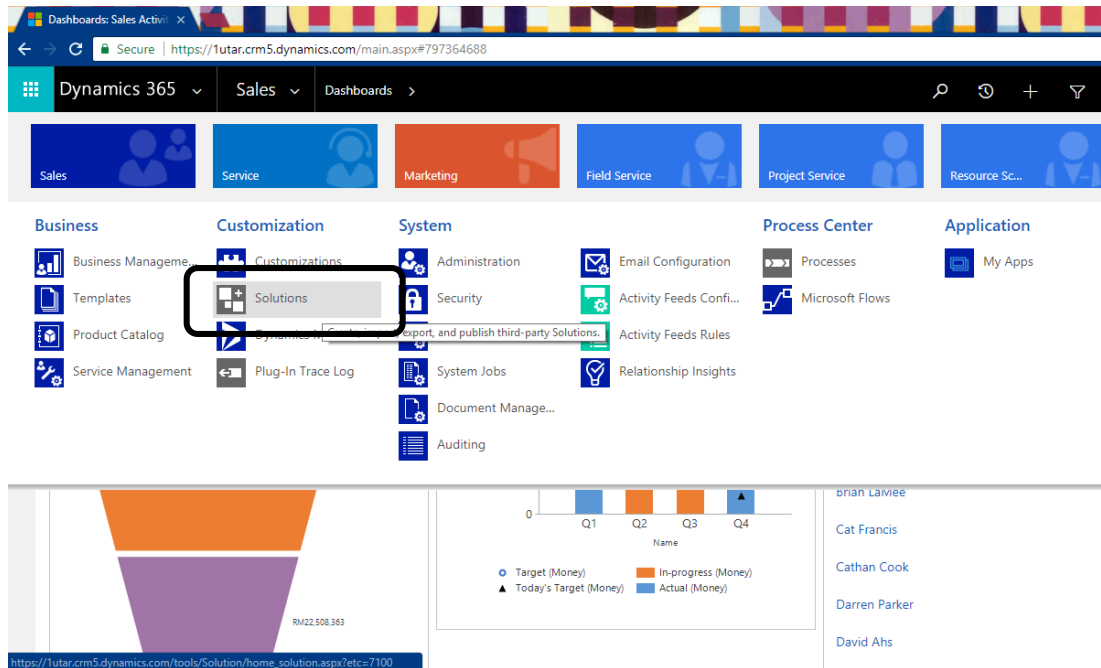 Dashboards: Sales Activi
Secure | https://1utar.crm5.dynamics.com/main.aspx#797364688
Dynamics 365 Sales Dashboards
Sales Service Marketing Field Service Project Service Resource Sc...
Business Customization System Process Center Application
Business Manageme... Customizations Administration Email Configuration Processes My Apps
Templates Solutions Security Activity Feeds Confi... Microsoft Flows
Product Catalog Dynamics export, and publish third-party Solutions. Activity Feeds Rules
Service Management Plug-In Trace Log System Jobs Relationship Insights
Document Manage...
Auditing
0
Q1 Q2 Q3 Q4
Name
Target (Money) In-progress (Money)
Today's Target (Money) Actual (Money)
RM22,508,363
Brian LaMee
Cat Francis
Cathan Cook
Darren Parker
David Ahs
https://1utar.crm5.dynamics.com/tools/Solution/home_solution.aspx?etc=7100